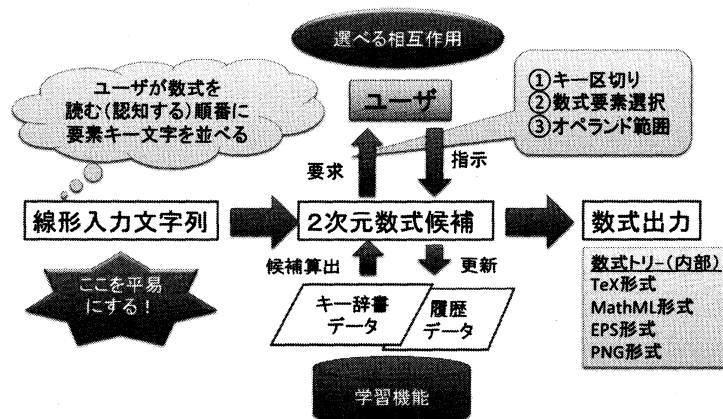 選べる相互作用
ユーザが数式を
読む(認知する)順番に
要素キー文字を並べる
ユーザ
①キー区切り
②数式要素選択
③オペランド範囲
要求
指示
線形入力文字列
2次元数式候補
数式出力
ここを平易
にする!
候補算出
更新
キー辞書
データ
履歴
データ
数式トリー(内部)
TeX形式
MathML形式
EPS形式
PNG形式
学習機能